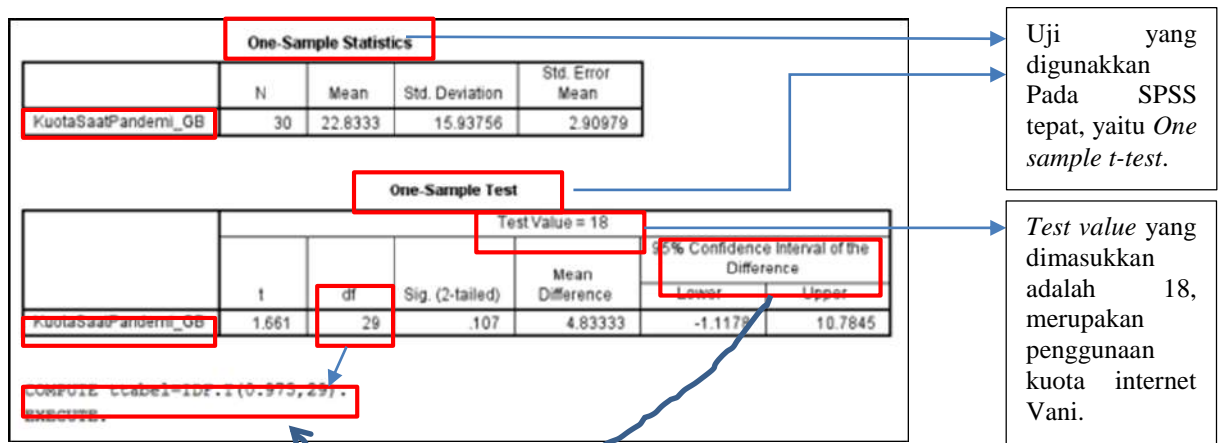 One-Sample Statistics
N Mean Std. Deviation Std. Error Mean
KuotaSaatPandemi_GB 30 22.8333 15.93756 2.90979
One-Sample Test
Test Value = 18
t df Sig. (2-tailed) Mean Difference 95% Confidence Interval of the Difference
Lower Upper
KuotaSaatPandemi_GB 1.661 29 .107 4.83333 -1.1178 10.7845
COMPUTE ttabel=IDF.T(0.975,29).
EXECUTE.
Uji yang
digunakkan
Pada SPSS
tepat, yaitu One
sample t-test.
Test value yang
dimasukkan
adalah 18,
merupakan
penggunaan
kuota internet
Vani.